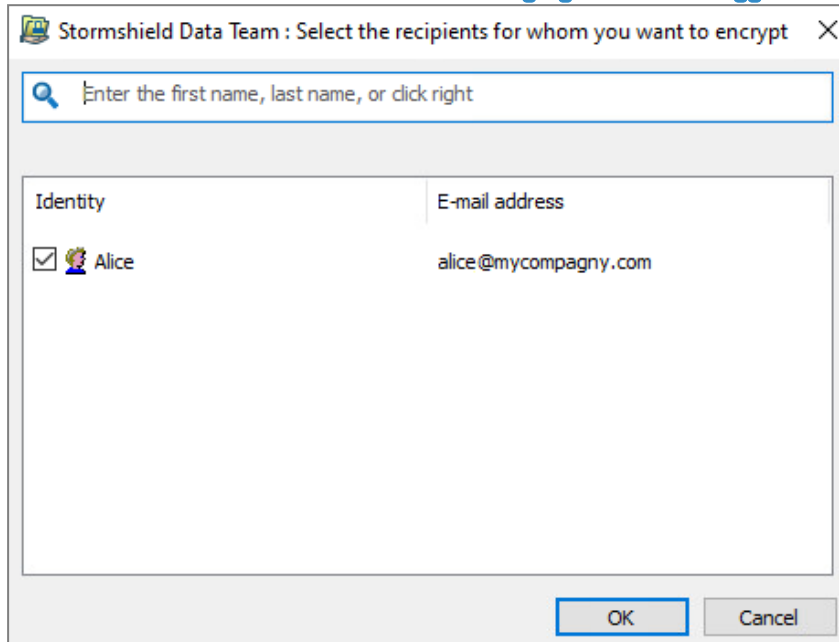 Stormshield Data Team : Select the recipients for whom you want to encrypt
Enter the first name, last name, or click right
Identity E-mail address
Alice alice@mycompagny.com
OK Cancel